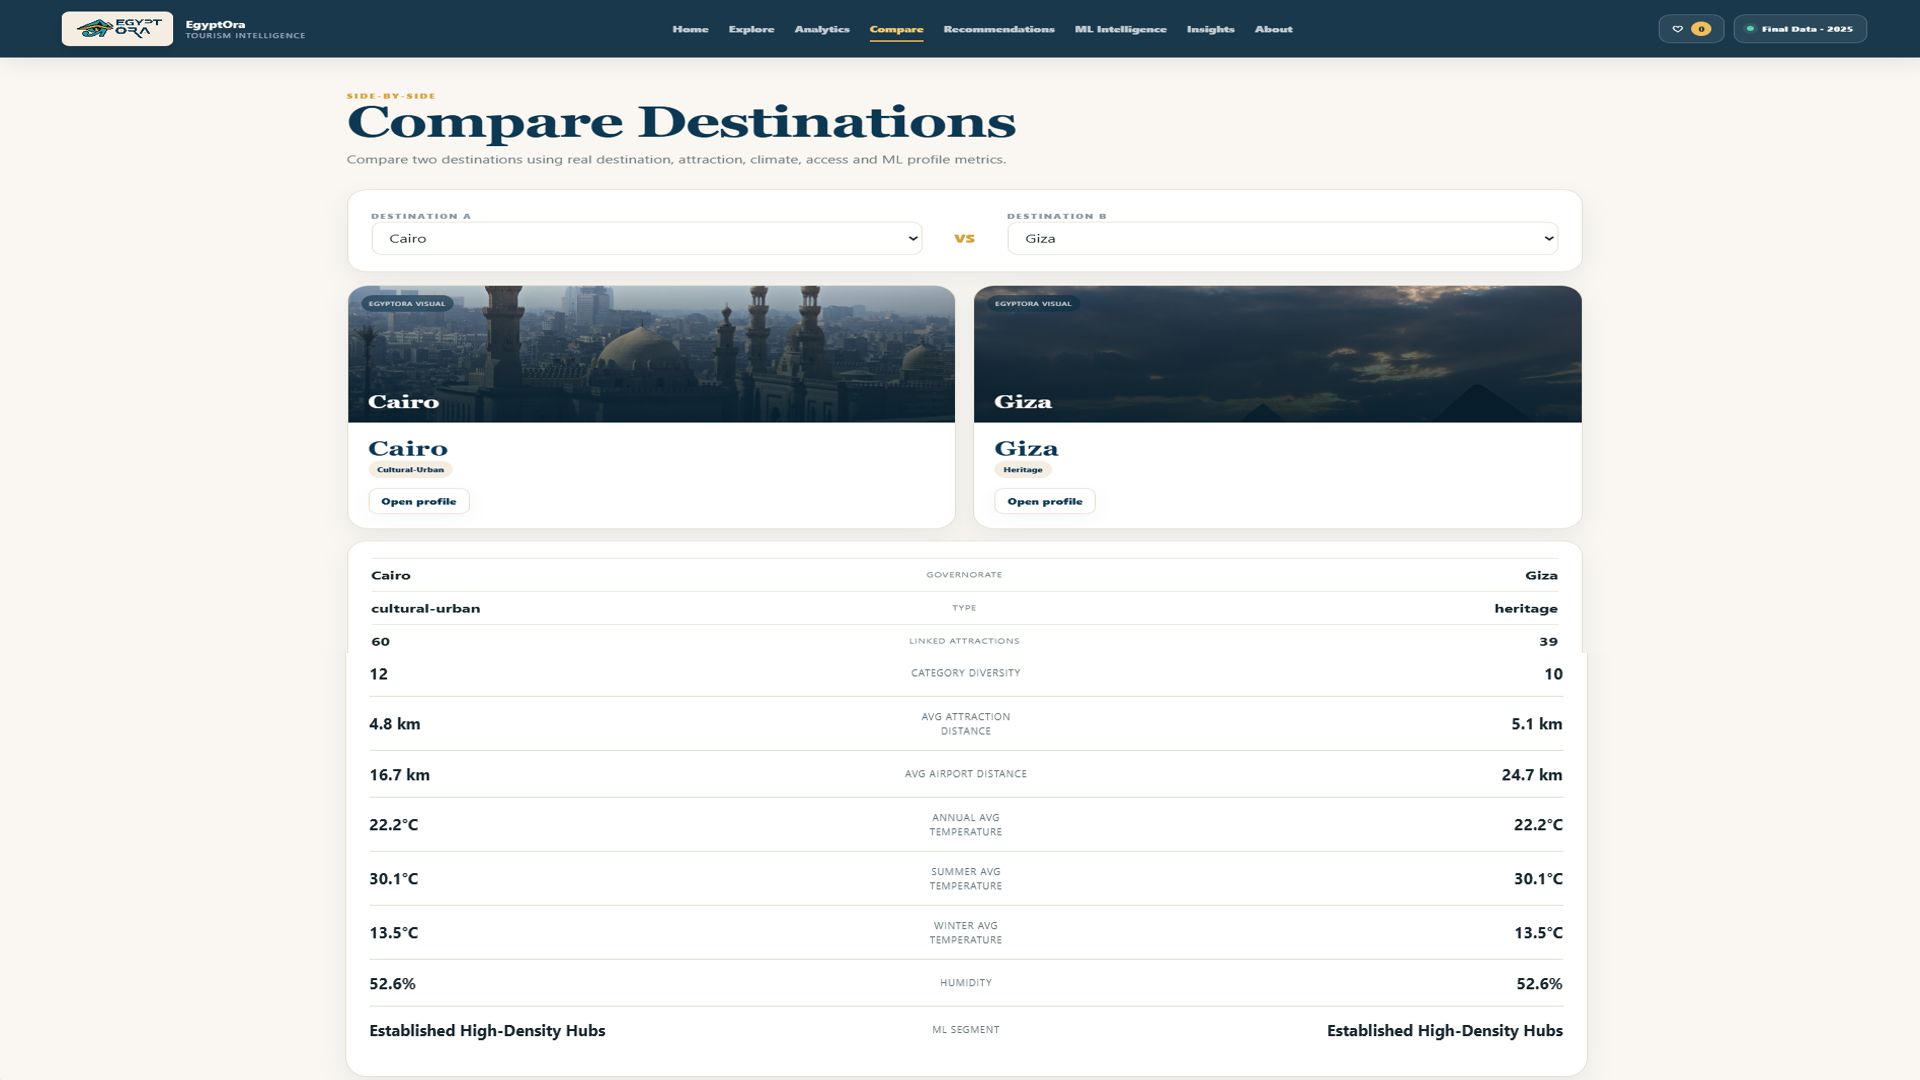 EGYPT
ORA
EgyptOra
TOURISM INTELLIGENCE
Home
Explore
Analytics
Compare
Recommendations
ML Intelligence
Insights
About
0
Final Data - 2025
SIDE-BY-SIDE
Compare Destinations
Compare two destinations using real destination, attraction, climate, access and ML profile metrics.
DESTINATION A
Cairo
VS
DESTINATION B
Giza
EGYPTORA VISUAL
Cairo
Cairo
Cultural-Urban
Open profile
EGYPTORA VISUAL
Giza
Giza
Heritage
Open profile
Cairo GOVERNORATE Giza
cultural-urban TYPE heritage
60 LINKED ATTRACTIONS 39
12 CATEGORY DIVERSITY 10
4.8 km AVG ATTRACTION DISTANCE 5.1 km
16.7 km AVG AIRPORT DISTANCE 24.7 km
22.2°C ANNUAL AVG TEMPERATURE 22.2°C
30.1°C SUMMER AVG TEMPERATURE 30.1°C
13.5°C WINTER AVG TEMPERATURE 13.5°C
52.6% HUMIDITY 52.6%
Established High-Density Hubs ML SEGMENT Established High-Density Hubs